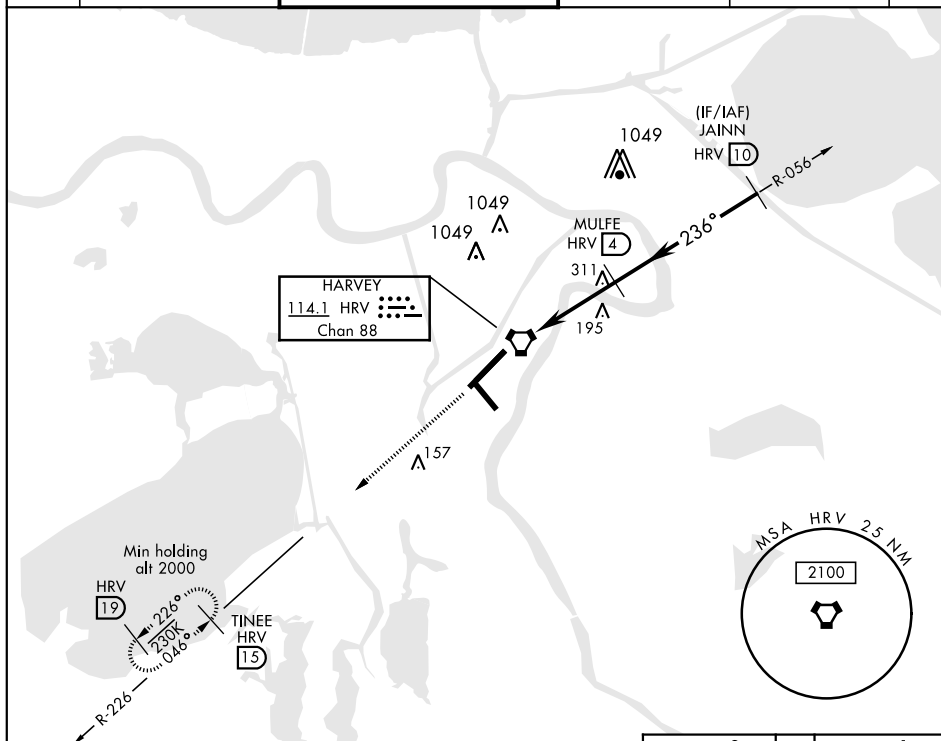 (IF/IAF)
JAINN
HRV 10
R-056
1049
1049
1049
MULFE
HRV 4
236°
311
195
HARVEY
114.1 HRV
Chan 88
157
MSA HRV 25 NM
2100
Min holding
alt 2000
HRV
19
226°
230K
046°
TINEE
HRV
15
R-226